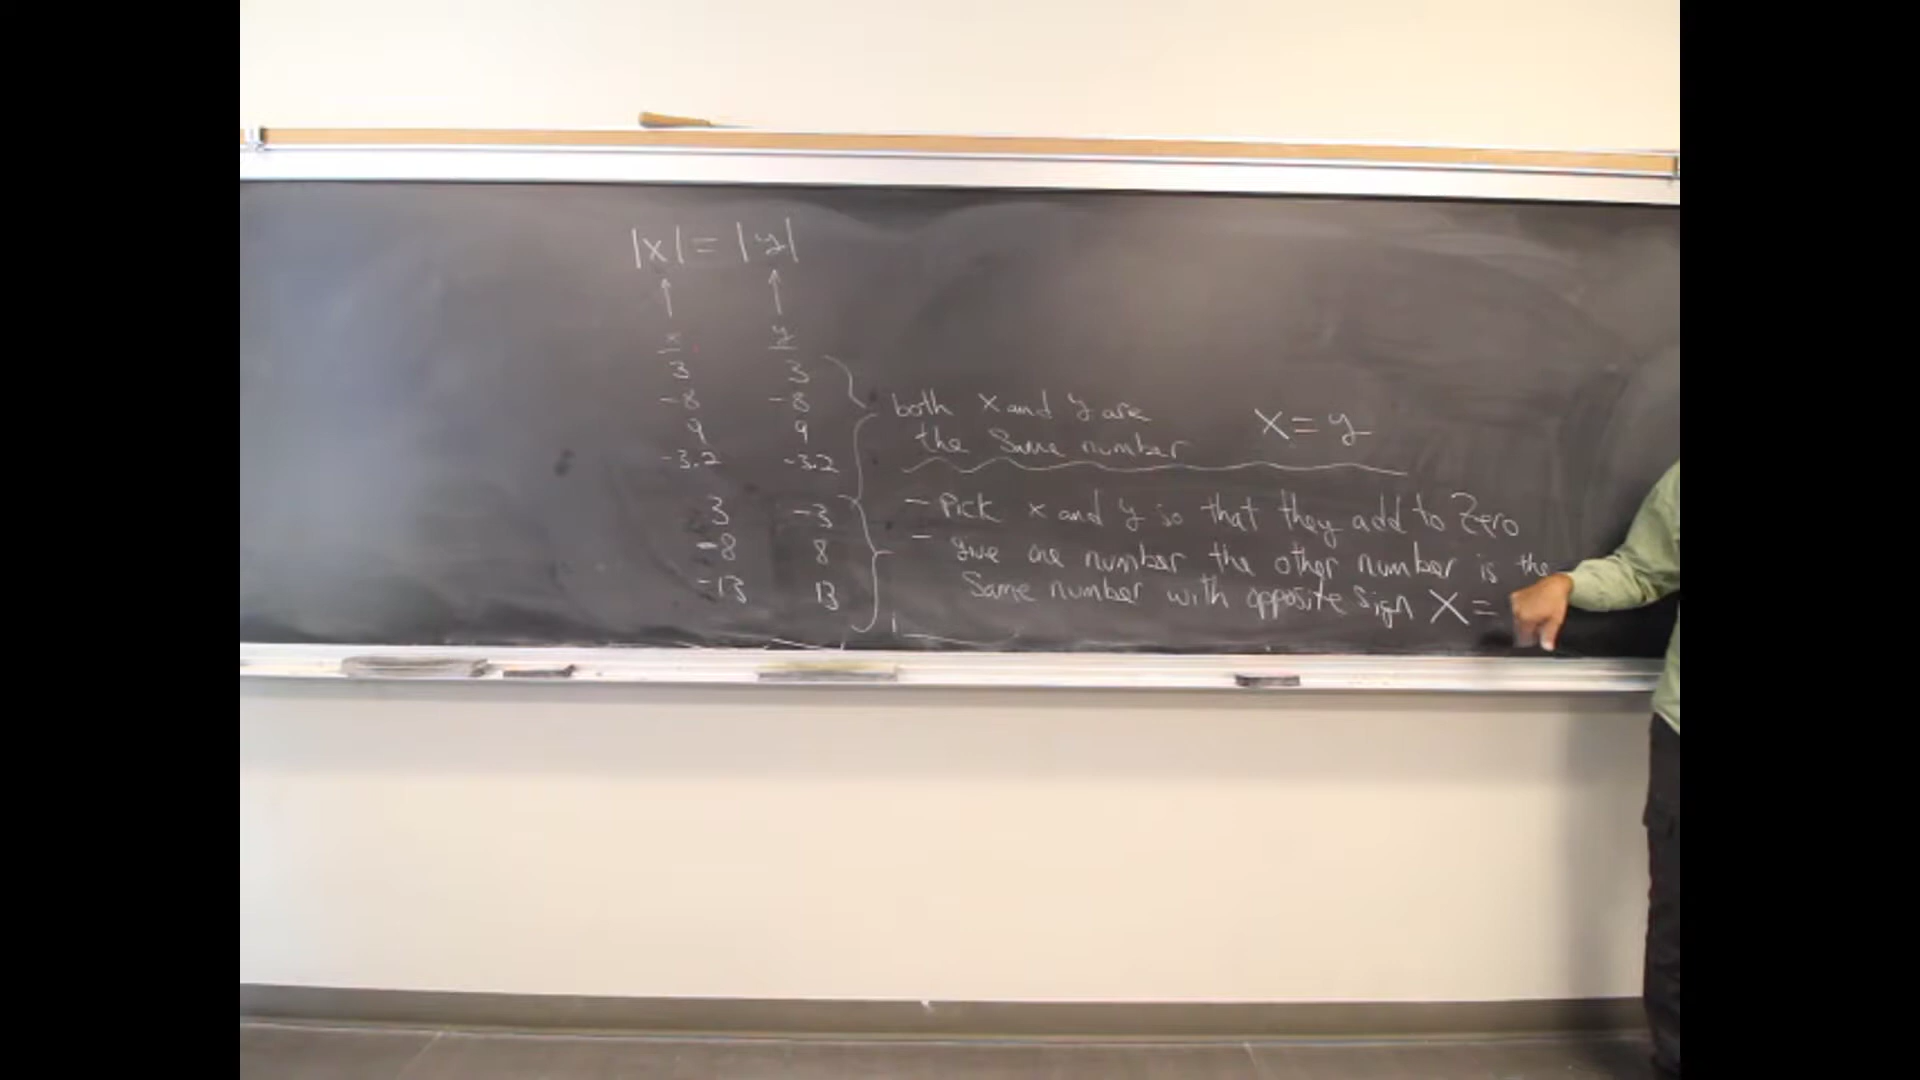 |x| = |y|
↑ ↑
x y
3 3
-8 -8
9 9
-3.2 -3.2
both x and y are
the Same number
X = y
3 -3
-8 8
-13 13
- Pick x and y so that they add to Zero
- give one number the other number is the
Same number with opposite sign X =